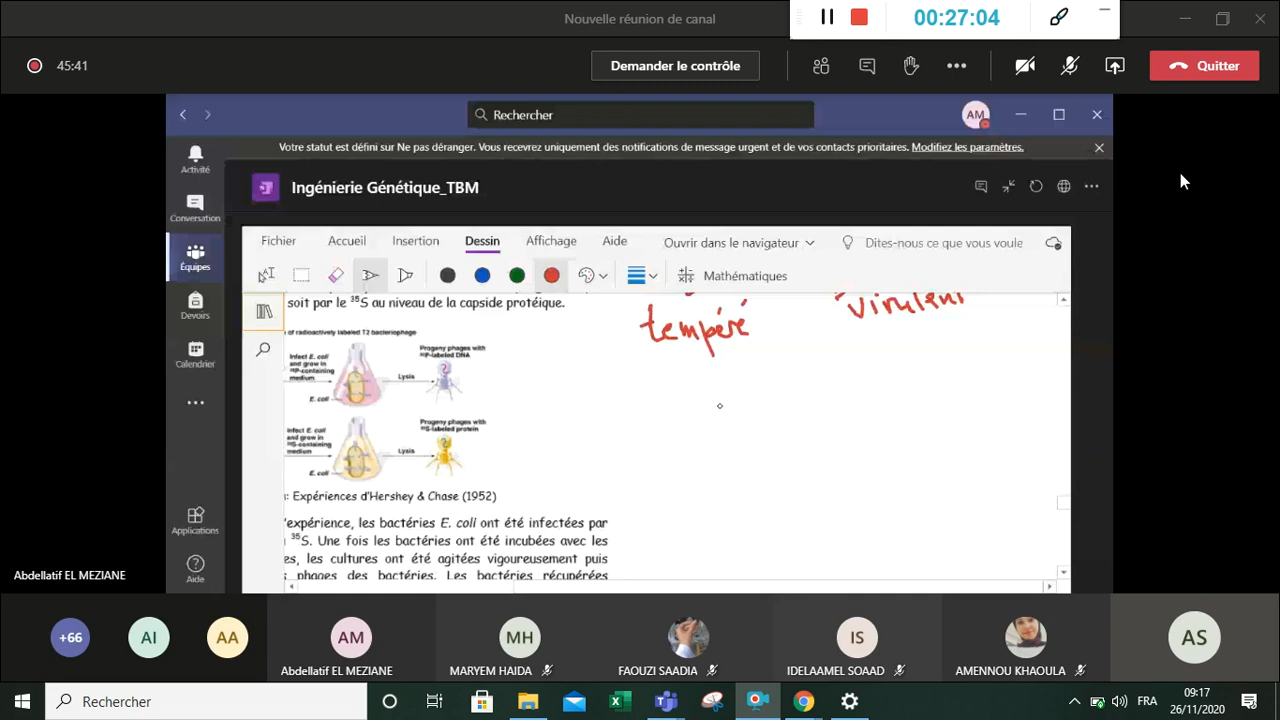 Nouvelle réunion de canal
00:27:04
45:41
Demander le contrôle
Quitter
Rechercher
AM
Votre statut est défini sur Ne pas déranger. Vous recevrez uniquement des notifications de message urgent et de vos contacts prioritaires. Modifiez les paramètres.
Activité
Ingénierie Génétique_TBM
Conversation
Fichier Accueil Insertion Dessin Affichage Aide Ouvrir dans le navigateur Dites-nous ce que vous voule
Équipes
Mathématiques
Devoirs
soit par le 35S au niveau de la capside protéique.
tempéré
virulent
of radioactively labeled T2 bacteriophage
Calendrier
Infect E. coli
and grow in
32P-containing
medium
E. coli
Lysis
Progeny phages with
32P-labeled DNA
Infect E. coli
and grow in
35S-containing
medium
E. coli
Lysis
Progeny phages with
35S-labeled protein
: Expériences d'Hershey & Chase (1952)
'expérience, les bactéries E. coli ont été infectées par
35S. Une fois les bactéries ont été incubées avec les
es, les cultures ont été agitées vigoureusement puis
phages des bactéries. Les bactéries récupérées
Applications
Aide
Abdellatif EL MEZIANE
+66
AI
AA
AM
Abdellatif EL MEZIANE
MH
MARYEM HAIDA
FAOUZI SAADIA
IS
IDELAAMEL SOAAD
AMENNOU KHAOULA
AS
Rechercher
FRA
09:17
26/11/2020